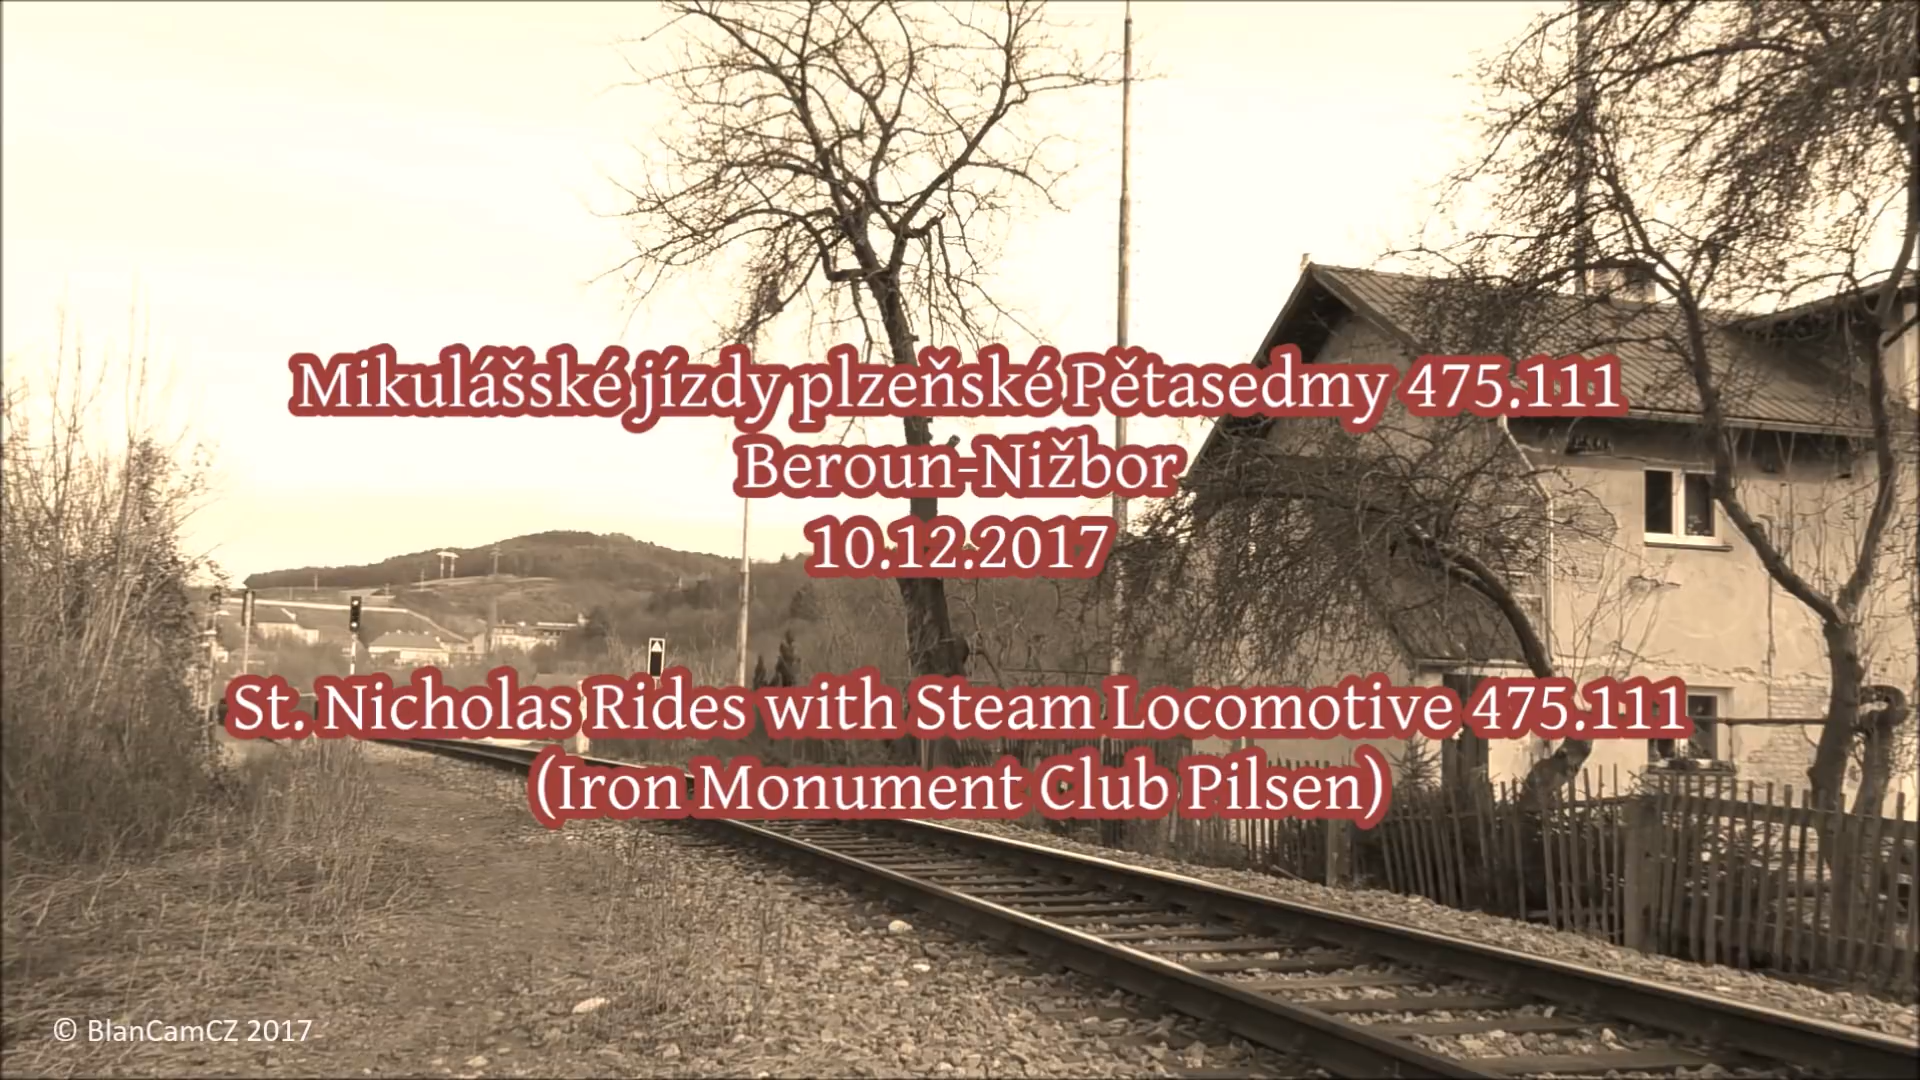 Mikulášské jízdy plzeňské Pětasedmy 475.111
Beroun-Nižbor
10.12.2017
St. Nicholas Rides with Steam Locomotive 475.111
(Iron Monument Club Pilsen)
© BlanCamCZ 2017